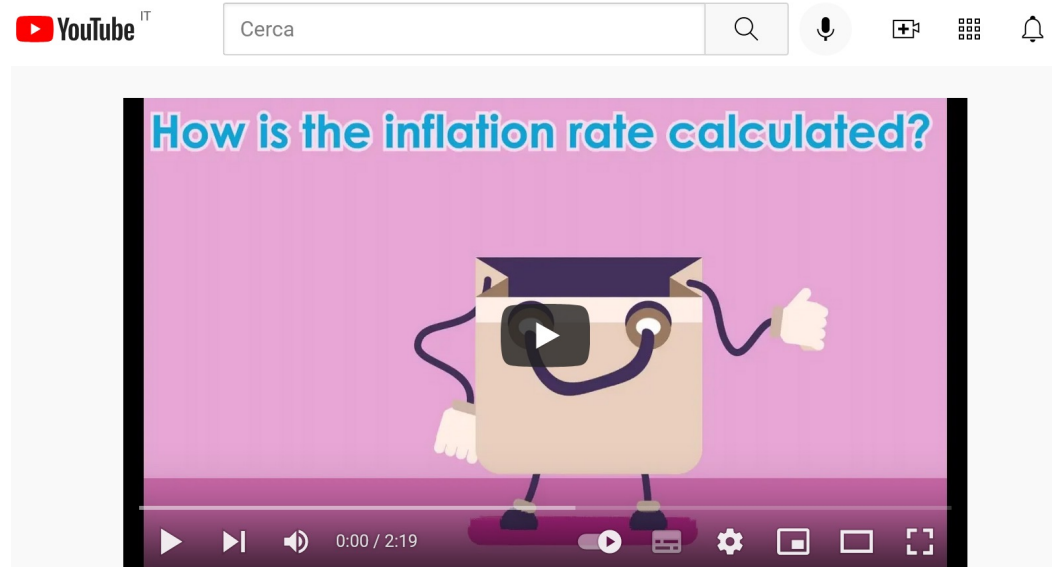 YouTube IT
Cerca
How is the inflation rate calculated?
0:00 / 2:19